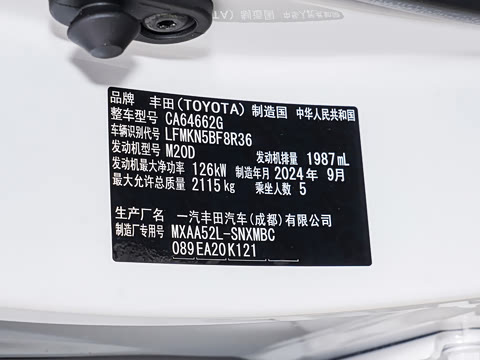 品牌 丰田(TOYOTA) 制造国 中华人民共和国
整车型号 CA64662G
车辆识别代号 LFMKN5BF8R36
发动机型号 M20D 发动机排量 1987mL
发动机最大净功率 126kW 制造年月 2024年 9月
最大允许总质量 2115kg 乘坐人数 5
生产厂名 一汽丰田汽车(成都)有限公司
制造厂专用号 MXAA52L-SNXMBC
089EA20K121